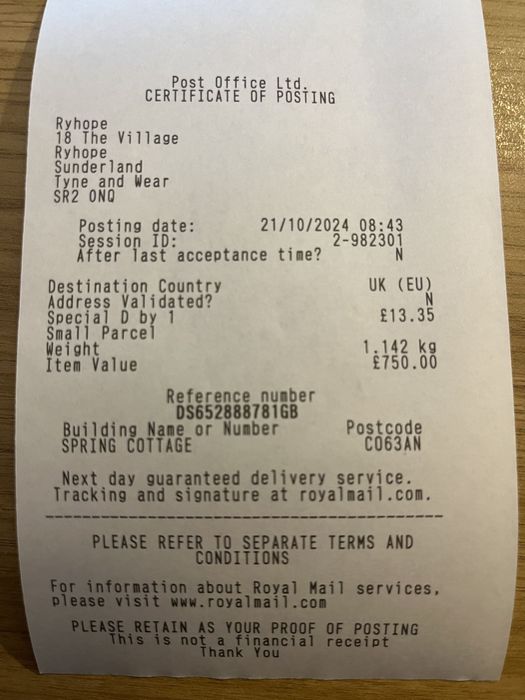 Post Office Ltd.
CERTIFICATE OF POSTING
Ryhope
18 The Village
Ryhope
Sunderland
Tyne and Wear
SR2 0NQ
Posting date: 21/10/2024 08:43
Session ID: 2-982301
After last acceptance time? N
Destination Country UK (EU)
Address Validated? N
Special D by 1 £13.35
Small Parcel
Weight 1.142 kg
Item Value £750.00
Reference number
DS652888781GB
Building Name or Number Postcode
SPRING COTTAGE CO63AN
Next day guaranteed delivery service.
Tracking and signature at royalmail.com.
PLEASE REFER TO SEPARATE TERMS AND
CONDITIONS
For information about Royal Mail services,
please visit www.royalmail.com
PLEASE RETAIN AS YOUR PROOF OF POSTING
This is not a financial receipt
Thank You